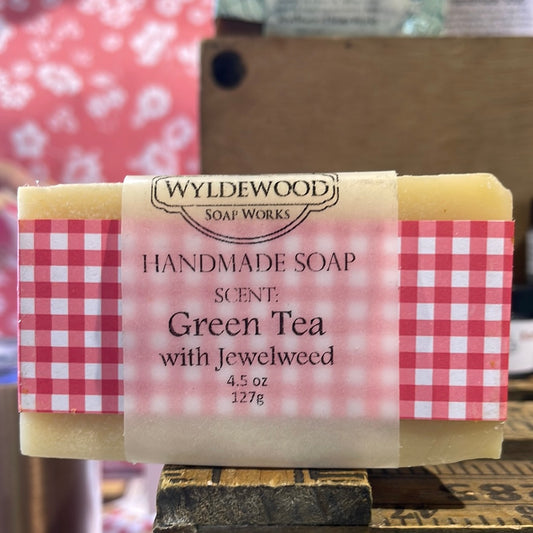 WYLDEWOOD
SOAP WORKS
HANDMADE SOAP
SCENT:
Green Tea
with Jewelweed
4.5 oz
127g